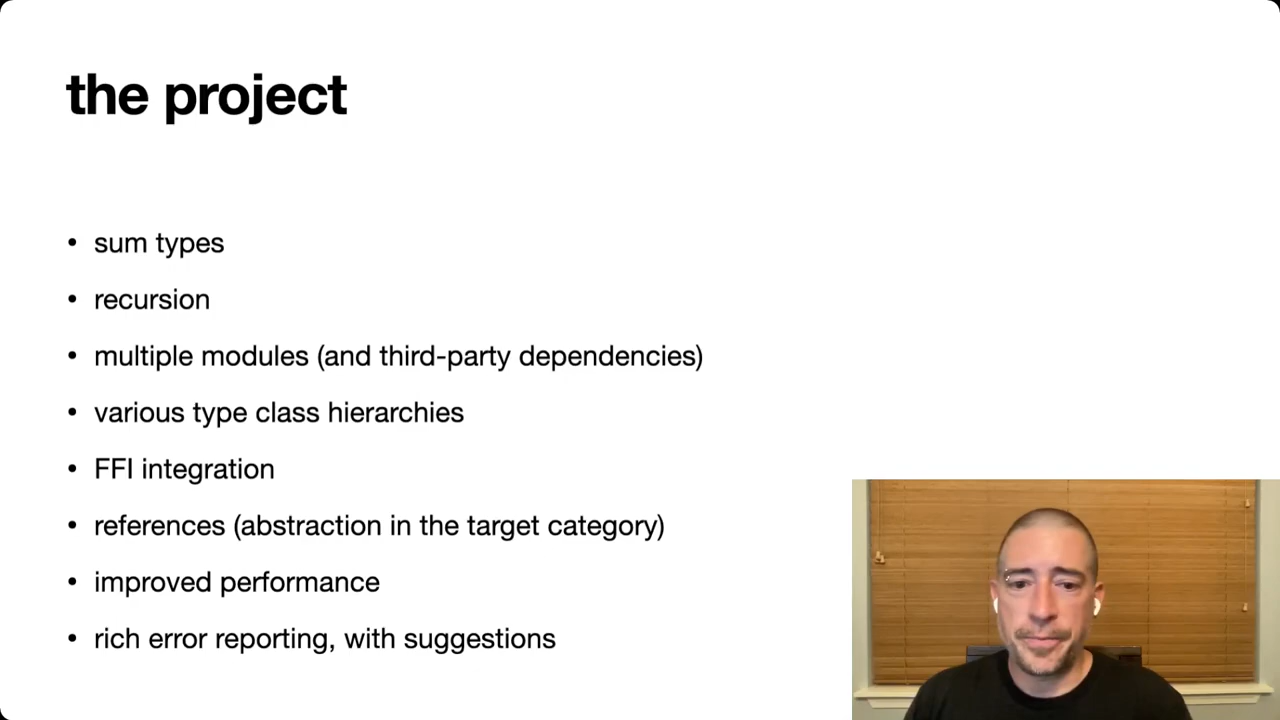 the project
• sum types
• recursion
• multiple modules (and third-party dependencies)
• various type class hierarchies
• FFI integration
• references (abstraction in the target category)
• improved performance
• rich error reporting, with suggestions